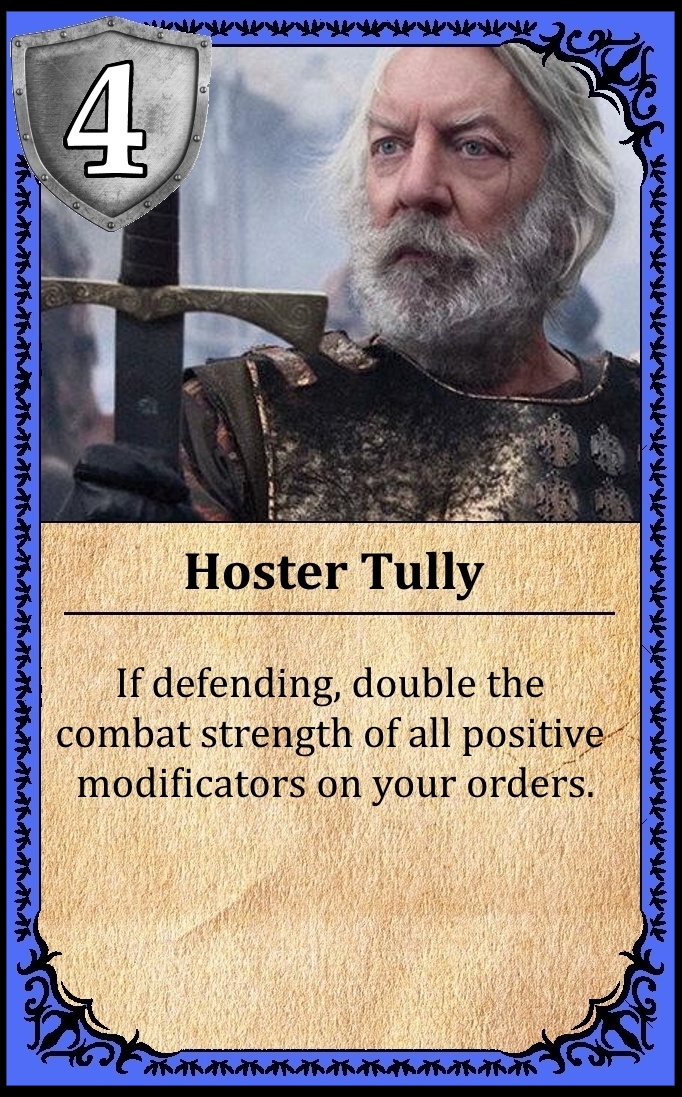 4
Hoster Tully
If defending, double the
combat strength of all positive
modificators on your orders.